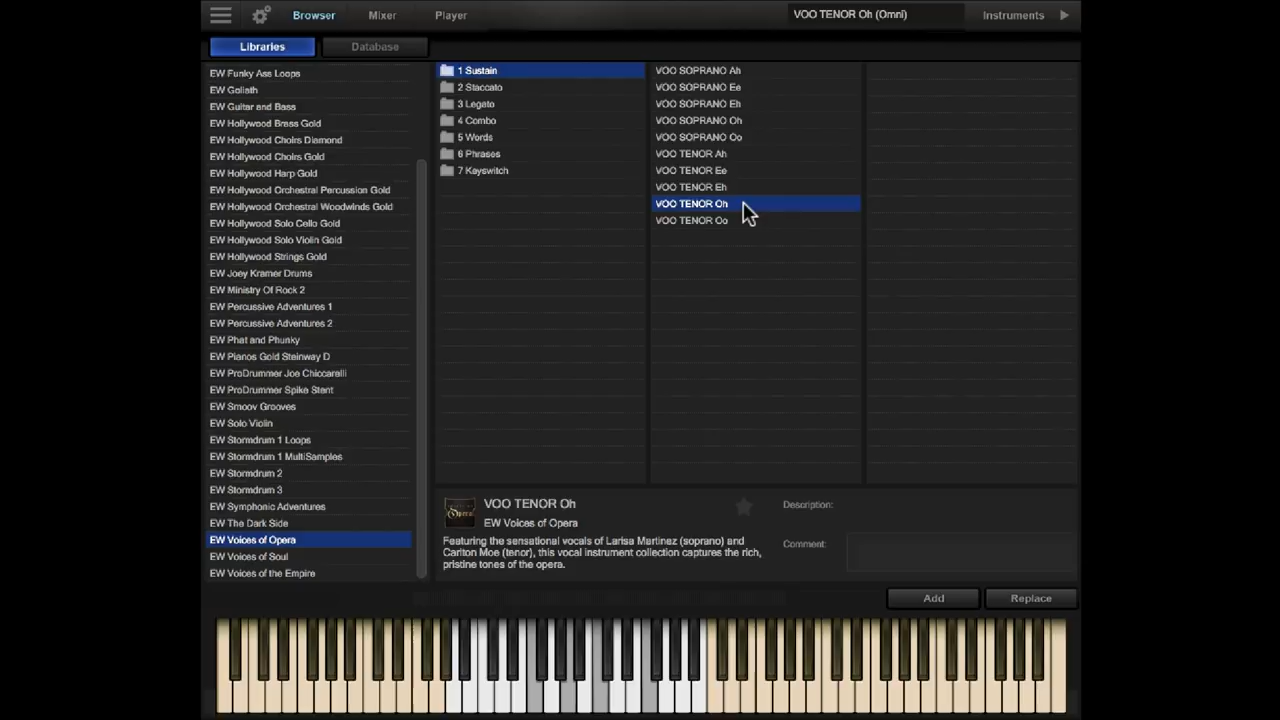 Browser
Mixer
Player
VOO TENOR Oh (Omni)
Instruments
Libraries
Database
EW Funky Ass Loops
EW Goliath
EW Guitar and Bass
EW Hollywood Brass Gold
EW Hollywood Choirs Diamond
EW Hollywood Choirs Gold
EW Hollywood Harp Gold
EW Hollywood Orchestral Percussion Gold
EW Hollywood Orchestral Woodwinds Gold
EW Hollywood Solo Cello Gold
EW Hollywood Solo Violin Gold
EW Hollywood Strings Gold
EW Joey Kramer Drums
EW Ministry Of Rock 2
EW Percussive Adventures 1
EW Percussive Adventures 2
EW Phat and Phunky
EW Pianos Gold Steinway D
EW ProDrummer Joe Chiccarelli
EW ProDrummer Spike Stent
EW Smoov Grooves
EW Solo Violin
EW Stormdrum 1 Loops
EW Stormdrum 1 MultiSamples
EW Stormdrum 2
EW Stormdrum 3
EW Symphonic Adventures
EW The Dark Side
EW Voices of Opera
EW Voices of Soul
EW Voices of the Empire
1 Sustain
2 Staccato
3 Legato
4 Combo
5 Words
6 Phrases
7 Keyswitch
VOO SOPRANO Ah
VOO SOPRANO Ee
VOO SOPRANO Eh
VOO SOPRANO Oh
VOO SOPRANO Oo
VOO TENOR Ah
VOO TENOR Ee
VOO TENOR Eh
VOO TENOR Oh
VOO TENOR Oo
Opera
VOO TENOR Oh
EW Voices of Opera
Featuring the sensational vocals of Larisa Martinez (soprano) and
Carlton Moe (tenor), this vocal instrument collection captures the rich,
pristine tones of the opera.
Description:
Comment:
Add
Replace